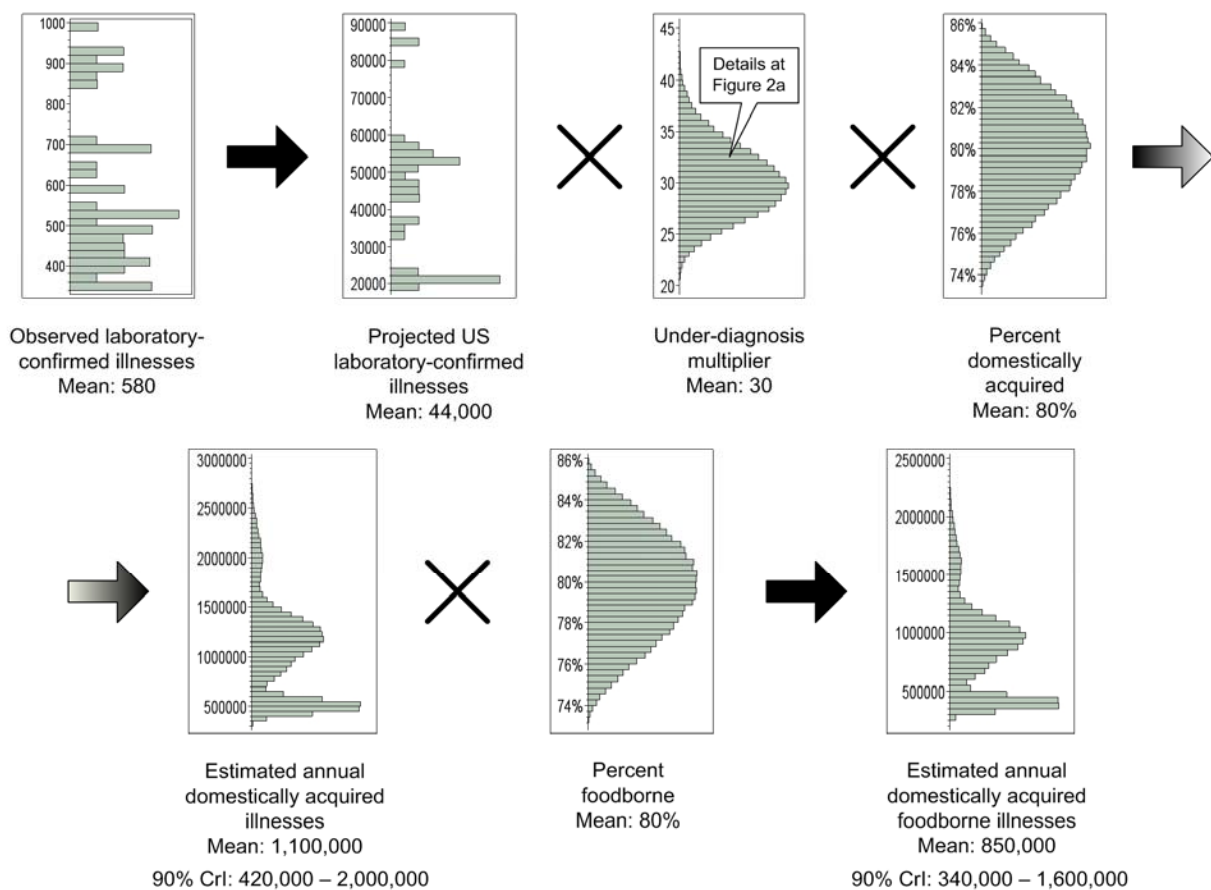 1000
900
800
700
600
500
400
90000
80000
70000
60000
50000
40000
30000
20000
45
40
35
30
25
20
Details at
Figure 2a
86%
84%
82%
80%
78%
76%
74%
Observed laboratory-
confirmed illnesses
Mean: 580
Projected US
laboratory-confirmed
illnesses
Mean: 44,000
Under-diagnosis
multiplier
Mean: 30
Percent
domestically
acquired
Mean: 80%
3000000
2500000
2000000
1500000
1000000
500000
86%
84%
82%
80%
78%
76%
74%
2500000
2000000
1500000
1000000
500000
Estimated annual
domestically acquired
illnesses
Mean: 1,100,000
90% CrI: 420,000 – 2,000,000
Percent
foodborne
Mean: 80%
Estimated annual
domestically acquired
foodborne illnesses
Mean: 850,000
90% CrI: 340,000 – 1,600,000